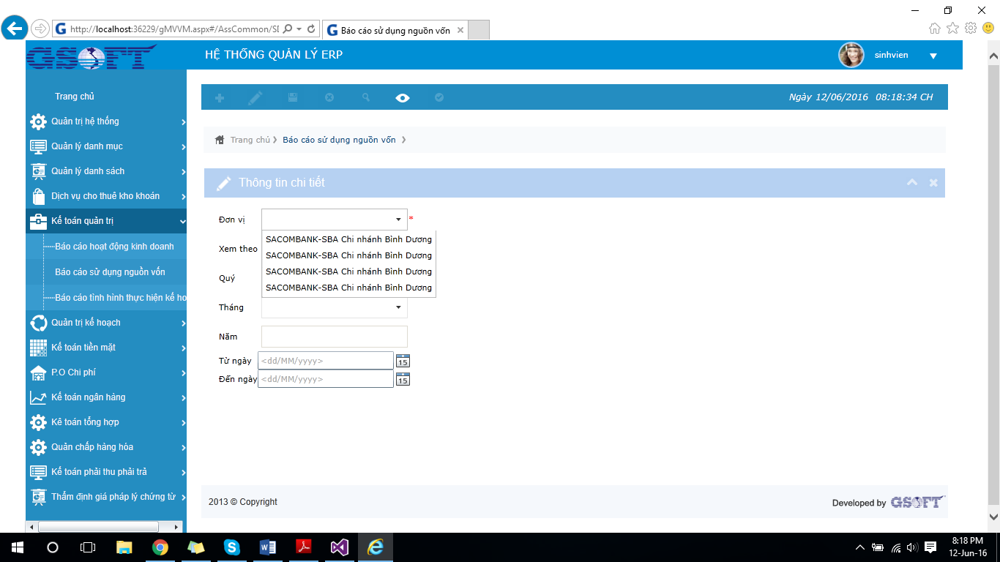 http://localhost:36229/gMVVM.aspx#/AssCommon/SI
Báo cáo sử dụng nguồn vốn
GSOFT
HỆ THỐNG QUẢN LÝ ERP
sinhvien
Trang chủ
Quản trị hệ thống
Quản lý danh mục
Quản lý danh sách
Dịch vụ cho thuê kho khoán
Kế toán quản trị
Báo cáo hoạt động kinh doanh
Báo cáo sử dụng nguồn vốn
Báo cáo tình hình thực hiện kế ho
Quản trị kế hoạch
Kế toán tiền mặt
P.O Chi phí
Kế toán ngân hàng
Kê toán tổng hợp
Quản chấp hàng hóa
Kế toán phải thu phải trả
Thẩm định giá pháp lý chứng từ
Ngày 12/06/2016 08:18:34 CH
Trang chủ Báo cáo sử dụng nguồn vốn
Thông tin chi tiết
Đơn vị *
SACOMBANK-SBA Chi nhánh Bình Dương
SACOMBANK-SBA Chi nhánh Bình Dương
SACOMBANK-SBA Chi nhánh Bình Dương
SACOMBANK-SBA Chi nhánh Bình Dương
Xem theo
Quý
Tháng
Năm
Từ ngày <dd/MM/yyyy> 15
Đến ngày <dd/MM/yyyy> 15
2013 © Copyright
Developed by GSOFT
8:18 PM
12-Jun-16